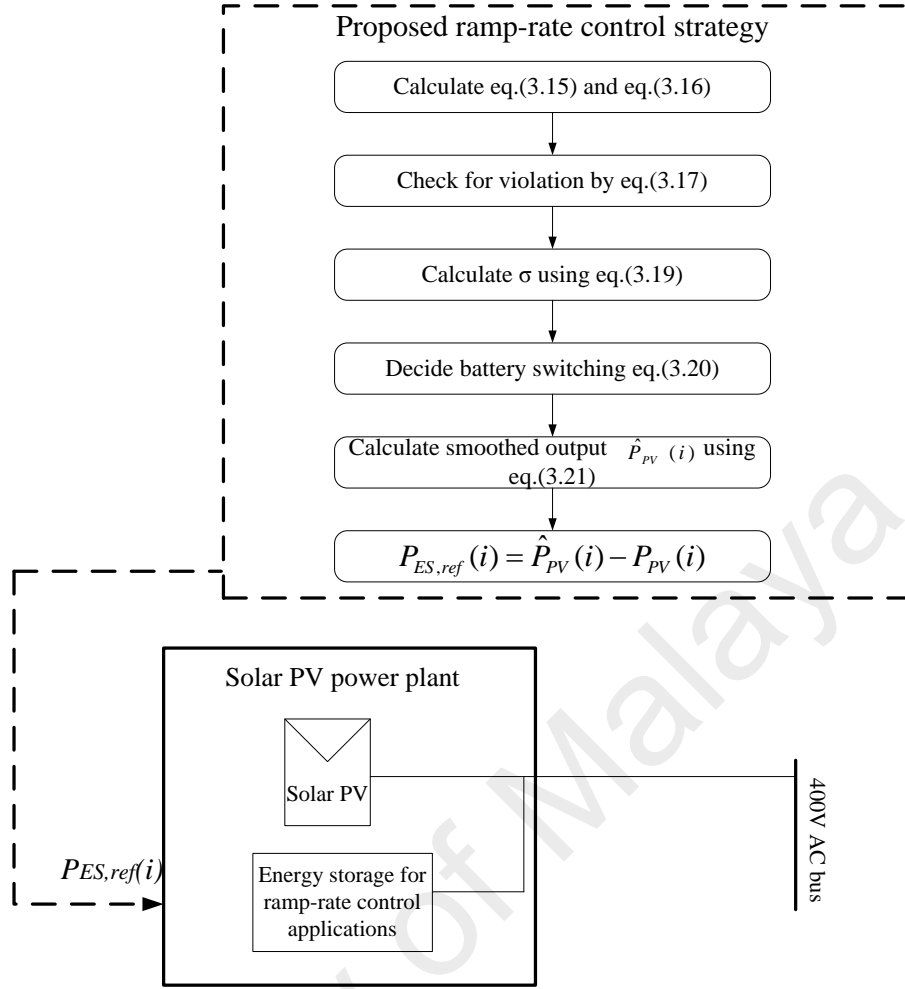 Proposed ramp-rate control strategy
Calculate eq.(3.15) and eq.(3.16)
Check for violation by eq.(3.17)
Calculate σ using eq.(3.19)
Decide battery switching eq.(3.20)
Calculate smoothed output P̂_PV (i) using
eq.(3.21)
P_ES,ref (i) = P̂_PV (i) − P_PV (i)
Solar PV power plant
Solar PV
400V AC bus
P_ES,ref(i)
Energy storage for
ramp-rate control
applications
of Malaya